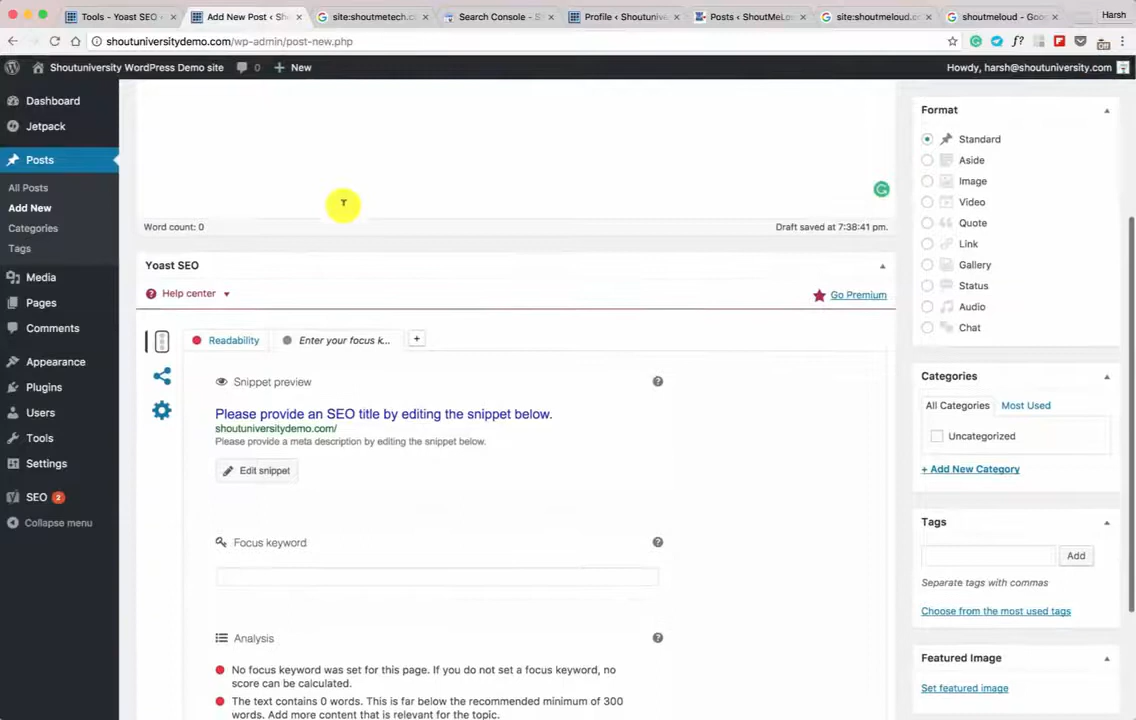 Tools - Yoast SEO
Add New Post ‹ Sh
site:shoutmetech.c
Search Console - S
Profile ‹ Shoutunive
Posts ‹ ShoutMeLo
site:shoutmeloud.c
shoutmeloud - Goo
Harsh
shoutuniversitydemo.com/wp-admin/post-new.php
f?
Off
Shoutuniversity WordPress Demo site
0
New
Howdy, harsh@shoutuniversity.com
Dashboard
Jetpack
Posts
All Posts
Add New
Categories
Tags
Media
Pages
Comments
Appearance
Plugins
Users
Tools
Settings
SEO 2
Collapse menu
Word count: 0
Draft saved at 7:38:41 pm.
Yoast SEO
Help center
Go Premium
Readability
Enter your focus k...
+
Snippet preview
Please provide an SEO title by editing the snippet below.
shoutuniversitydemo.com/
Please provide a meta description by editing the snippet below.
Edit snippet
Focus keyword
Analysis
No focus keyword was set for this page. If you do not set a focus keyword, no
score can be calculated.
The text contains 0 words. This is far below the recommended minimum of 300
words. Add more content that is relevant for the topic.
Format
Standard
Aside
Image
Video
Quote
Link
Gallery
Status
Audio
Chat
Categories
All Categories
Most Used
Uncategorized
+ Add New Category
Tags
Add
Separate tags with commas
Choose from the most used tags
Featured Image
Set featured image